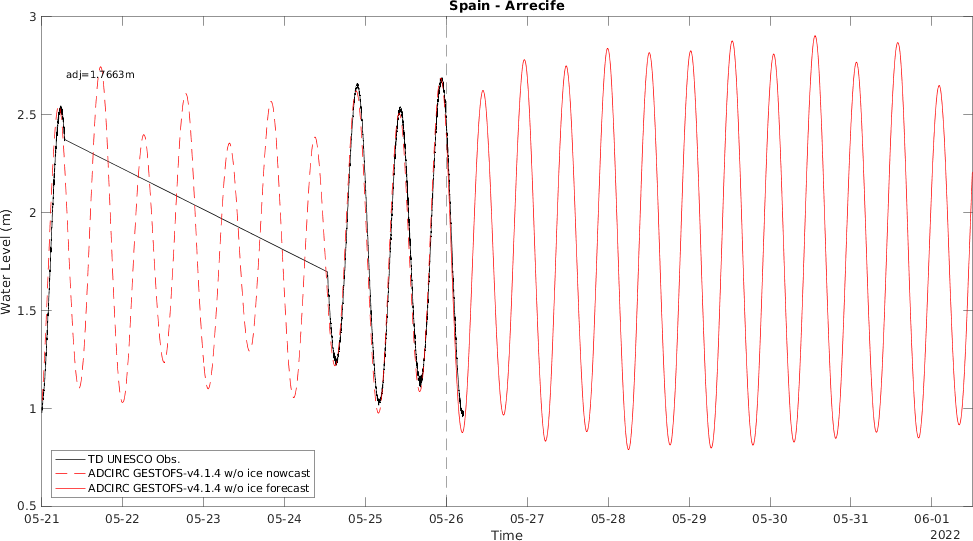 Spain - Arrecife
3
adj=1.7663m
2.5
2
Water Level (m)
1.5
1
TD UNESCO Obs.
ADCIRC GESTOFS-v4.1.4 w/o ice nowcast
ADCIRC GESTOFS-v4.1.4 w/o ice forecast
0.5
05-21 05-22 05-23 05-24 05-25 05-26 05-27 05-28 05-29 05-30 05-31 06-01
Time 2022